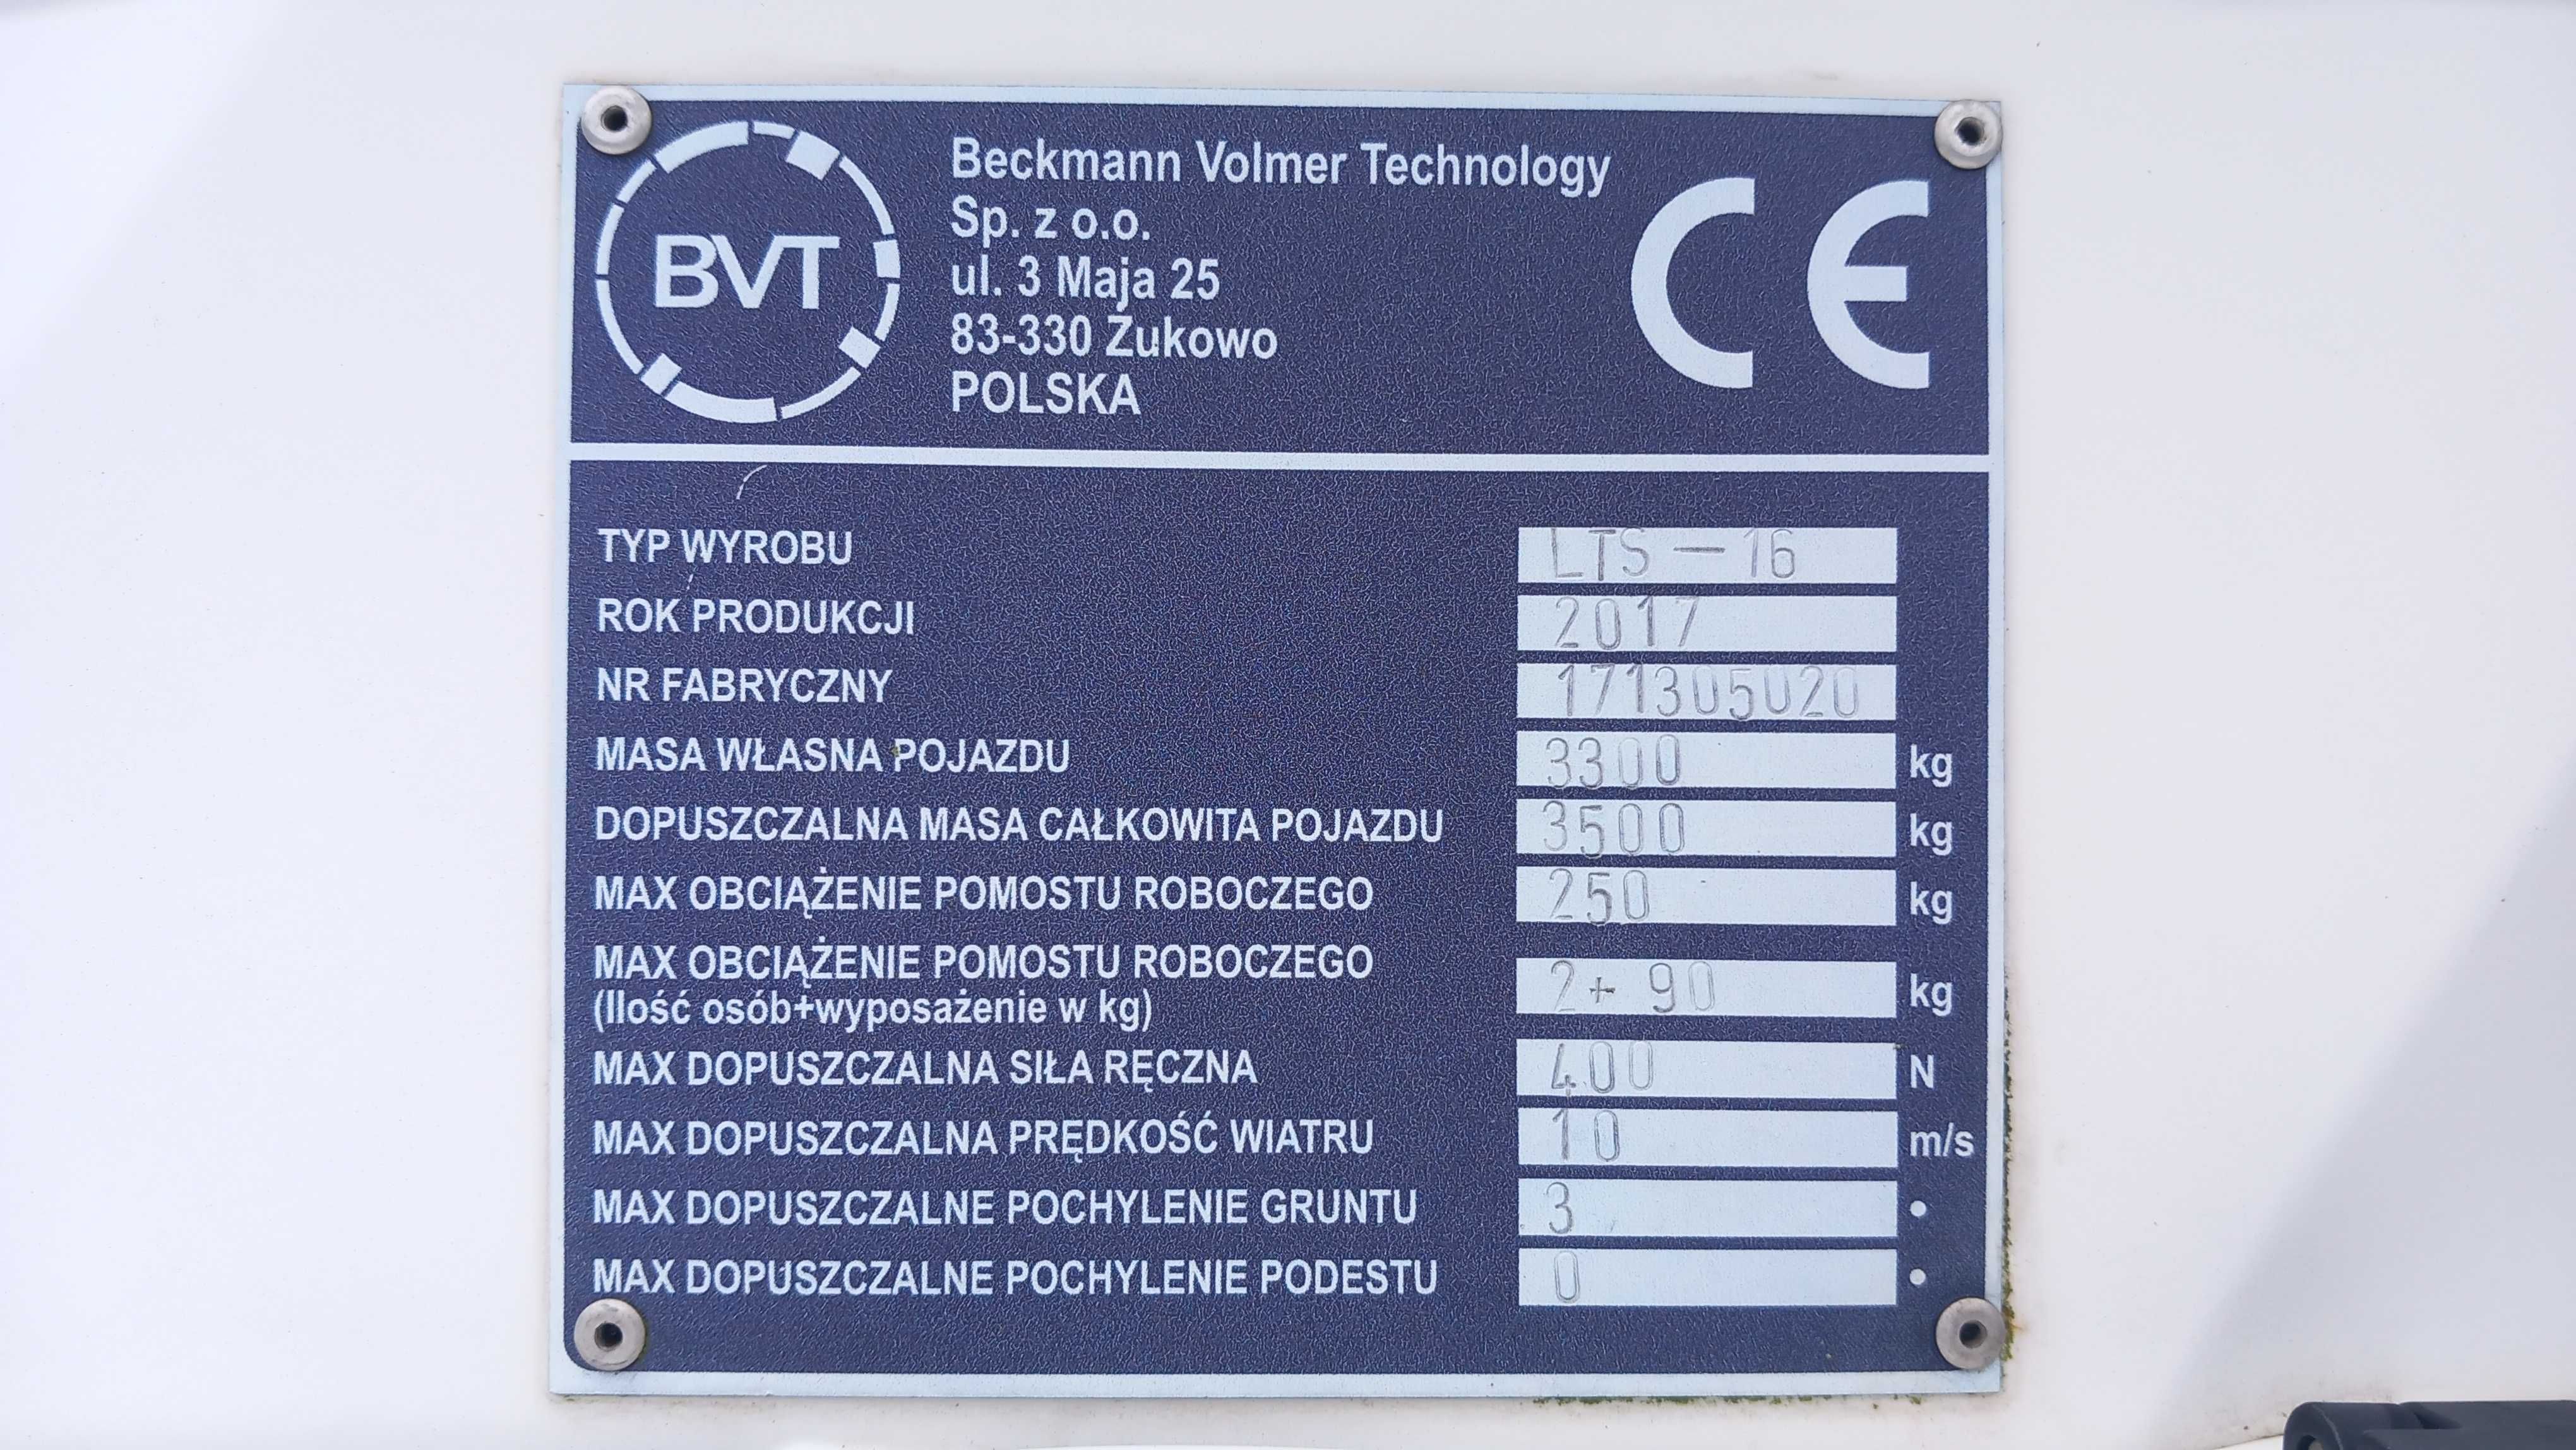 BVT
Beckmann Volmer Technology
Sp. z o.o.
ul. 3 Maja 25
83-330 Żukowo
POLSKA
CE
TYP WYROBU LTS – 16
ROK PRODUKCJI 2017
NR FABRYCZNY 171305020
MASA WŁASNA POJAZDU 3300 kg
DOPUSZCZALNA MASA CAŁKOWITA POJAZDU 3500 kg
MAX OBCIĄŻENIE POMOSTU ROBOCZEGO 250 kg
MAX OBCIĄŻENIE POMOSTU ROBOCZEGO
(Ilość osób+wyposażenie w kg) 2+ 90 kg
MAX DOPUSZCZALNA SIŁA RĘCZNA 400 N
MAX DOPUSZCZALNA PRĘDKOŚĆ WIATRU 10 m/s
MAX DOPUSZCZALNE POCHYLENIE GRUNTU 3 •
MAX DOPUSZCZALNE POCHYLENIE PODESTU 0 •